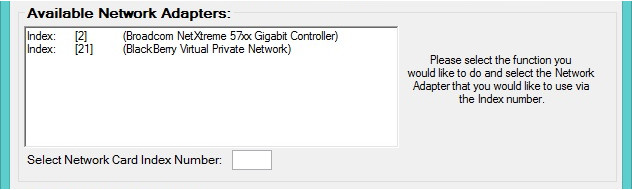 Available Network Adapters:
Index: [2] (Broadcom NetXtreme 57xx Gigabit Controller)
Index: [21] (BlackBerry Virtual Private Network)
Please select the function you
would like to do and select the Network
Adapter that you would like to use via
the Index number.
Select Network Card Index Number: